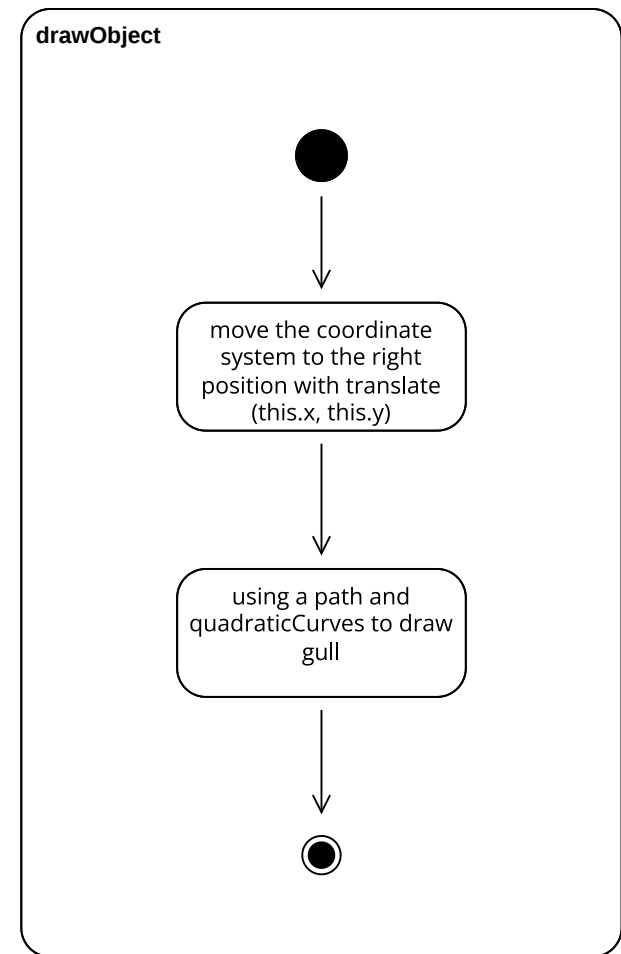 drawObject
move the coordinate
system to the right
position with translate
(this.x, this.y)
using a path and
quadraticCurves to draw
gull